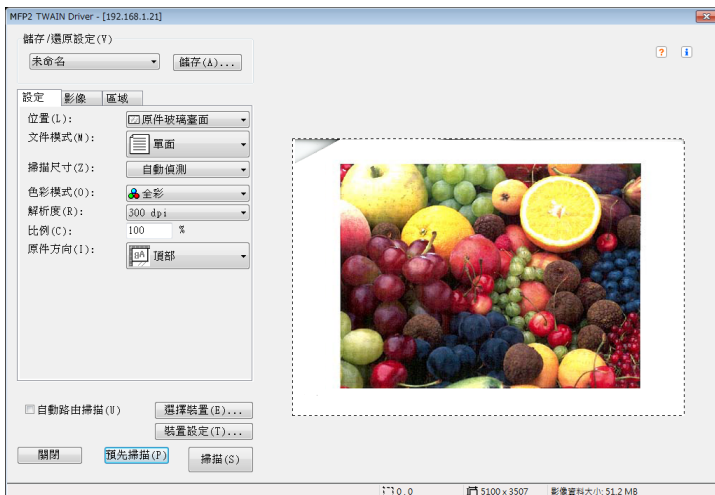 MFP2 TWAIN Driver - [192.168.1.21]
儲存/還原設定(V)
未命名
儲存(A)...
設定
影像
區域
位置(L):
原件玻璃臺面
文件模式(M):
單面
掃描尺寸(Z):
自動偵測
色彩模式(O):
全彩
解析度(R):
300 dpi
比例(C):
100 %
原件方向(I):
頂部
自動路由掃描(U)
選擇裝置(E)...
裝置設定(T)...
關閉
預先掃描(P)
掃描(S)
0 , 0
5100 x 3507
影像資料大小: 51.2 MB